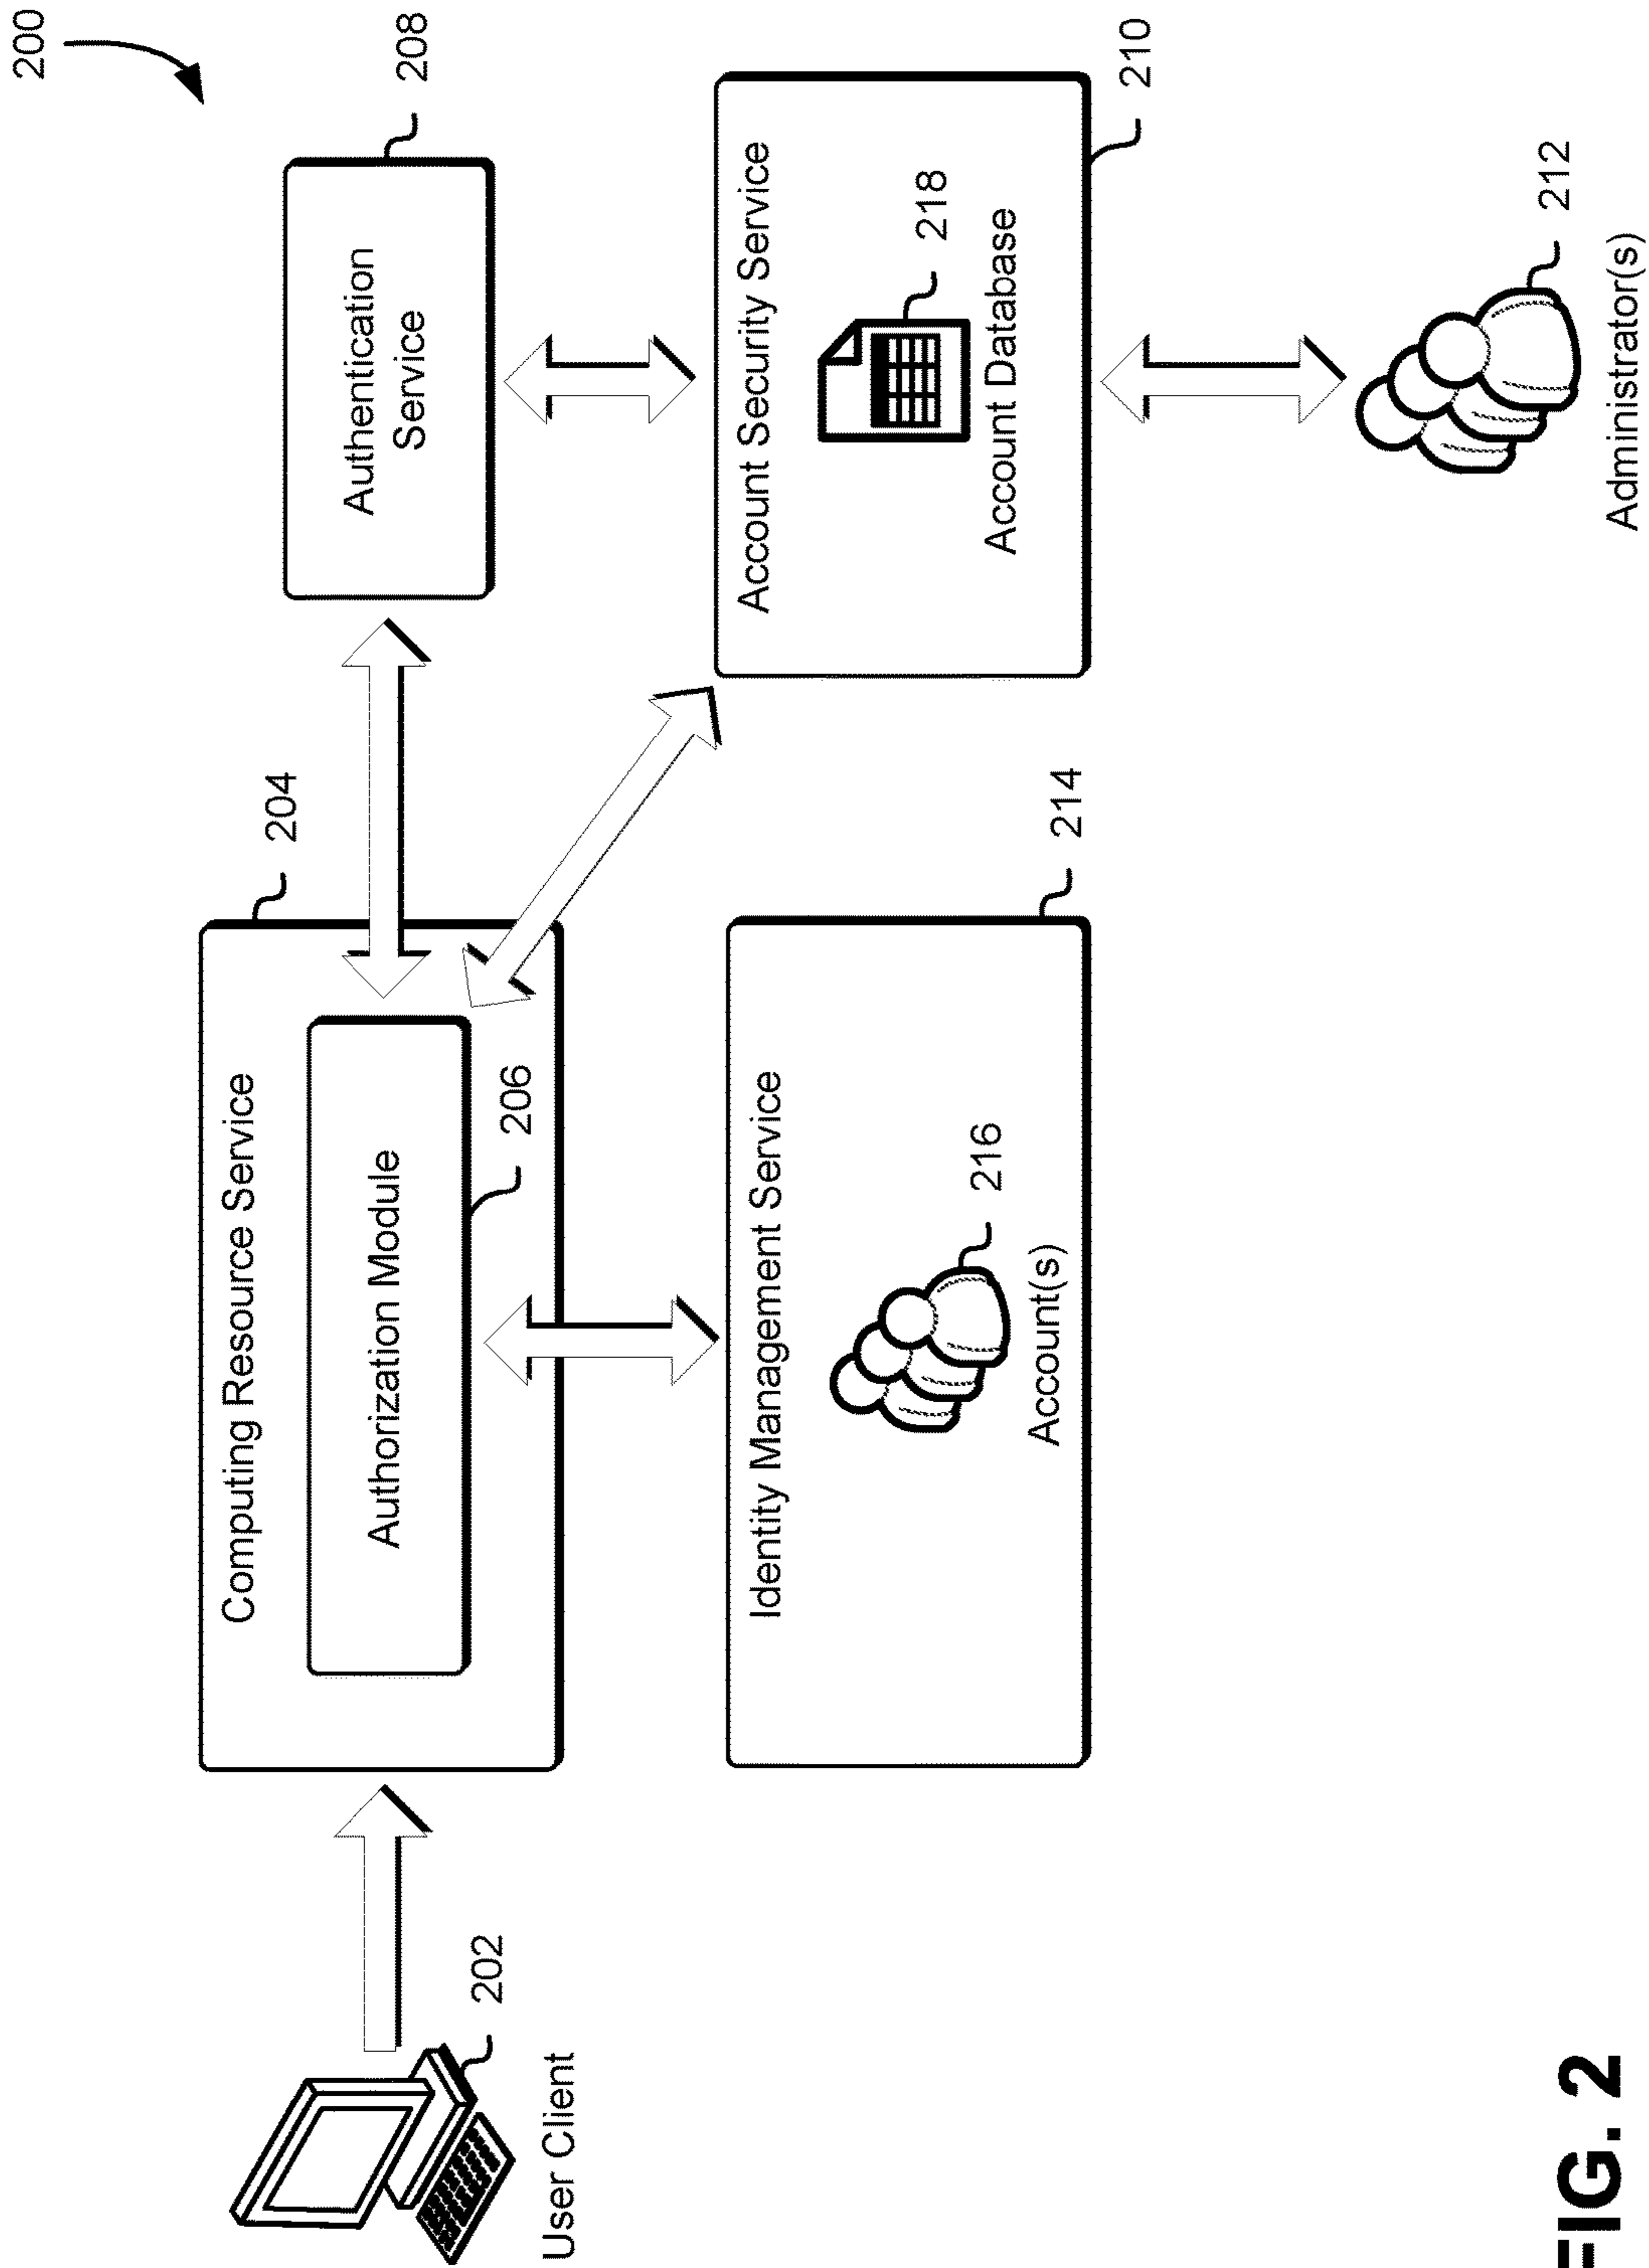 200
204
208
Computing Resource Service
Authorization Module
206
Authentication
Service
202
User Client
Identity Management Service
216
Account(s)
214
Account Security Service
218
Account Database
210
212
Administrator(s)
FIG. 2